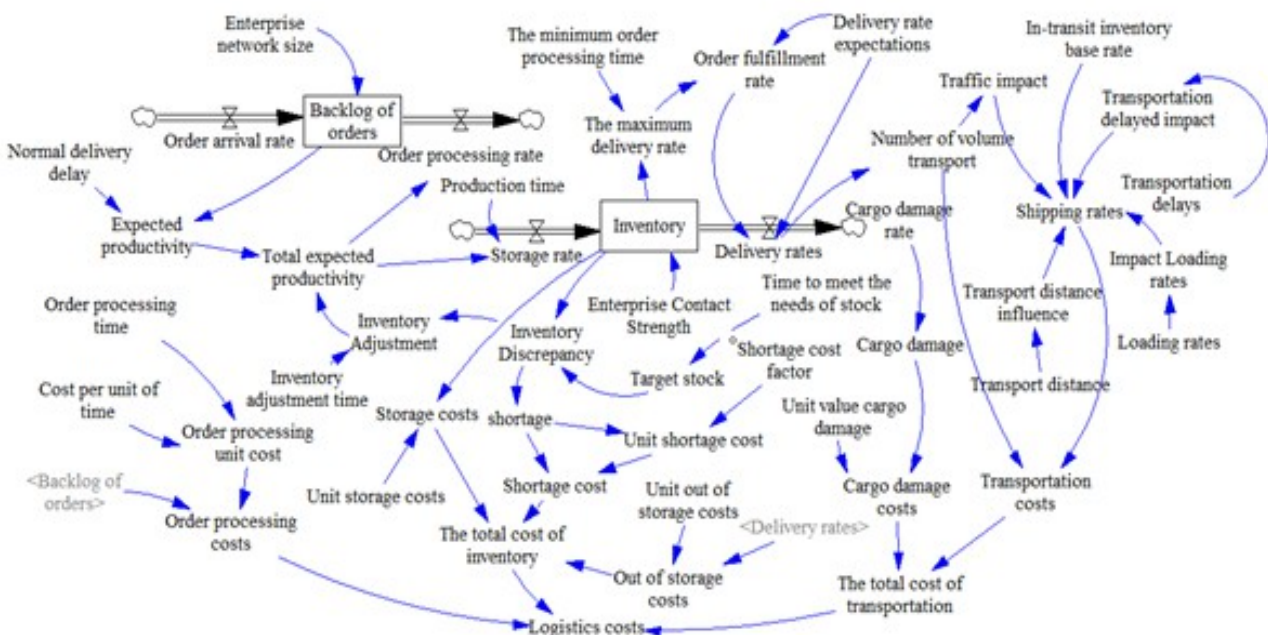 Enterprise
network size
The minimum order
processing time
Order fulfillment
rate
Delivery rate
expectations
In-transit inventory
base rate
Traffic impact
Transportation
delayed impact
Backlog of
orders
Order arrival rate
Order processing rate
The maximum
delivery rate
Number of volume
transport
Normal delivery
delay
Production time
Transportation
delays
Expected
productivity
Total expected
productivity
Storage rate
Inventory
Delivery rates
Cargo damage
rate
Shipping rates
Impact Loading
rates
Order processing
time
Inventory
Adjustment
Inventory
Discrepancy
Enterprise Contact
Strength
Time to meet the
needs of stock
Transport distance
influence
Loading rates
Cost per unit of
time
Inventory
adjustment time
Target stock
Shortage cost
factor
Cargo damage
Transport distance
Storage costs
shortage
Unit shortage cost
Unit value cargo
damage
Order processing
unit cost
<Backlog of
orders>
Order processing
costs
Unit storage costs
Shortage cost
Unit out of
storage costs
<Delivery rates>
Cargo damage
costs
Transportation
costs
The total cost of
inventory
Out of storage
costs
The total cost of
transportation
Logistics costs